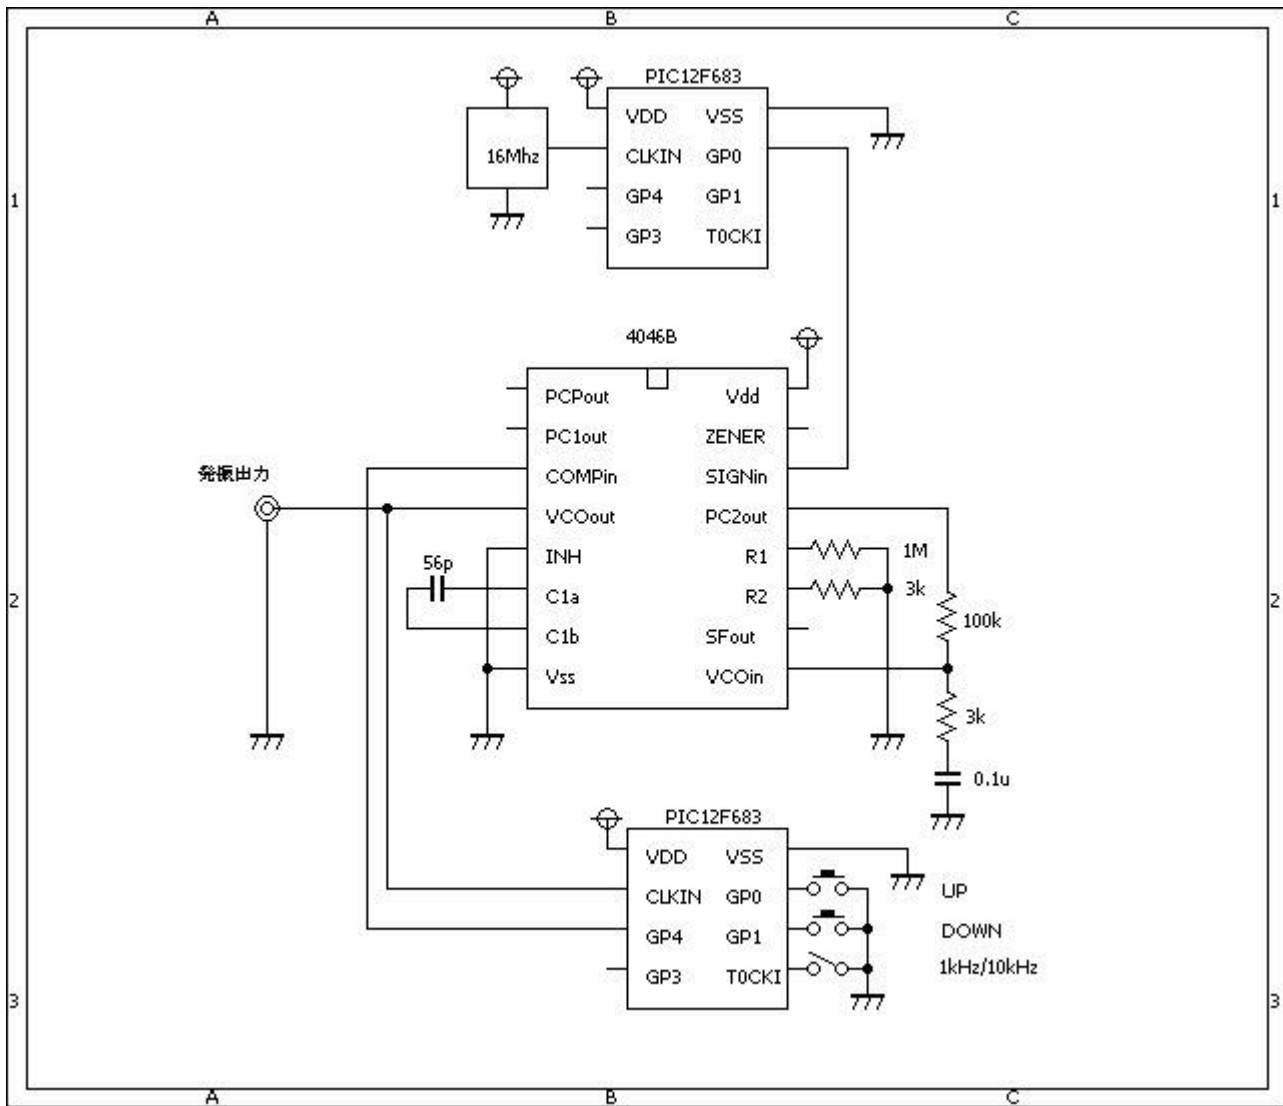 A B C
PIC12F683
VDD VSS
16Mhz CLKIN GP0
1 GP4 GP1 1
GP3 T0CKI
4046B
PCPout Vdd
PC1out ZENER
発振出力 COMPin SIGNin
VCOout PC2out
56p INH R1 1M
2 C1a R2 3k 2
C1b SFout 100k
Vss VCOin
3k
0.1u
PIC12F683
VDD VSS
CLKIN GP0 UP
GP4 GP1 DOWN
GP3 T0CKI 1kHz/10kHz
3 3
A B C